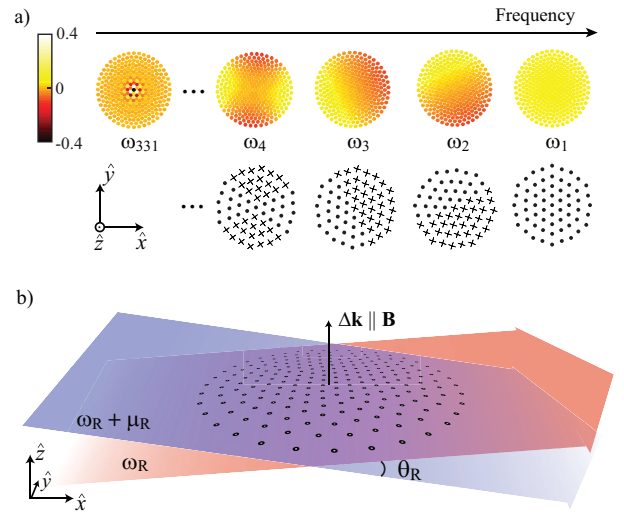 a)
Frequency
0.4
0
-0.4
ω331 ••• ω4 ω3 ω2 ω1
ŷ
ẑ x̂
•••
b)
Δk ∥ B
ωR + μR
ωR
θR
ẑ
ŷ
x̂